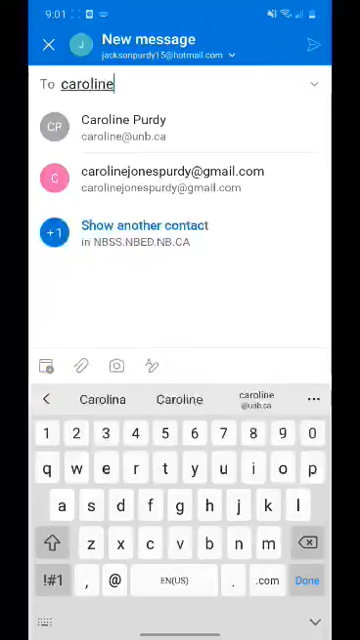 9:01
New message
J jacksonpurdy15@hotmail.com
To caroline
CP Caroline Purdy
caroline@unb.ca
C carolinejonespurdy@gmail.com
carolinejonespurdy@gmail.com
+1 Show another contact
in NBSS.NBED.NB.CA
Carolina Caroline caroline
@unb.ca
1 2 3 4 5 6 7 8 9 0
q w e r t y u i o p
a s d f g h j k l
z x c v b n m
!#1 , @ EN(US) . .com Done